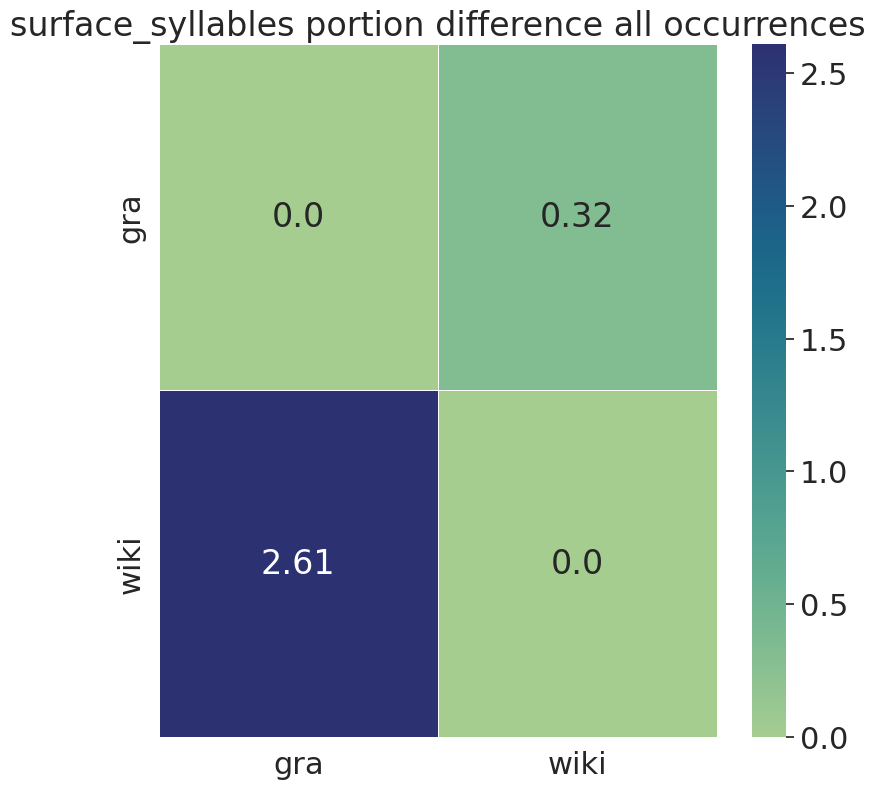 surface_syllables portion difference all occurrences
gra
0.0
0.32
wiki
2.61
0.0
gra
wiki
2.5
2.0
1.5
1.0
0.5
0.0